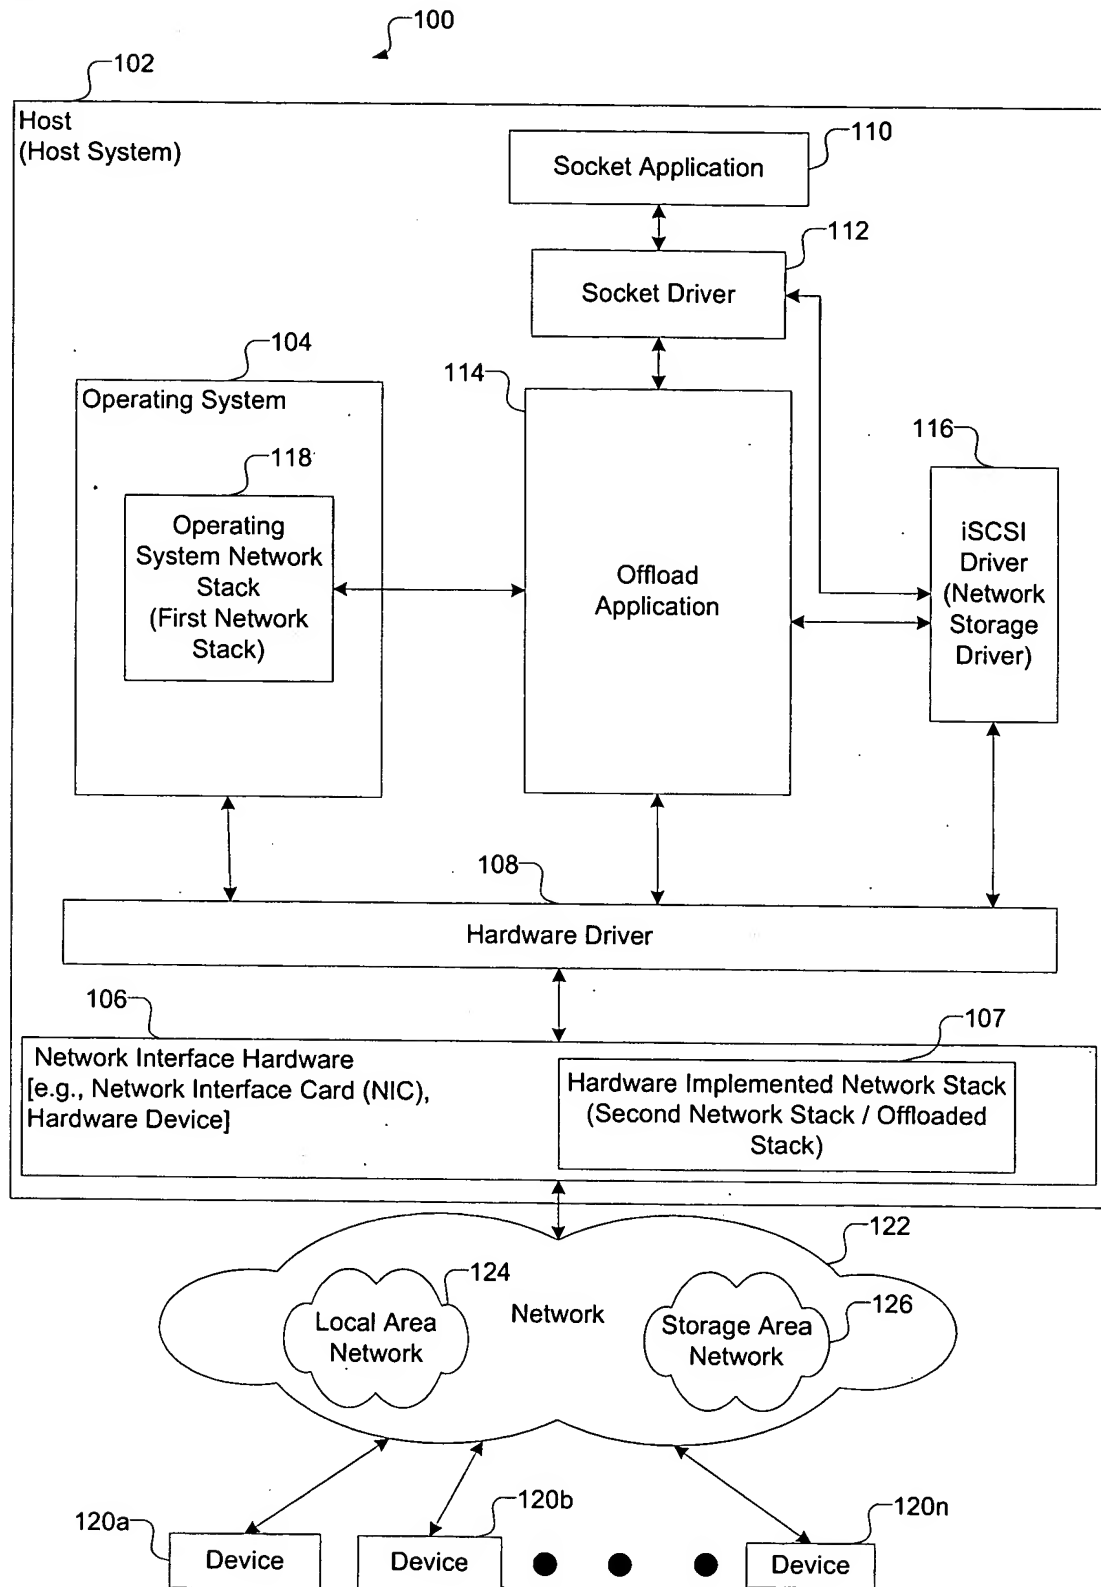 100
102
Host
(Host System)
110
Socket Application
112
Socket Driver
104
114
Operating System
116
118
Operating
System Network
Stack
(First Network
Stack)
Offload
Application
iSCSI
Driver
(Network
Storage
Driver)
108
Hardware Driver
106
107
Network Interface Hardware
[e.g., Network Interface Card (NIC),
Hardware Device]
Hardware Implemented Network Stack
(Second Network Stack / Offloaded
Stack)
122
124
Network
126
Local Area
Network
Storage Area
Network
120a
120b
120n
Device
Device
Device